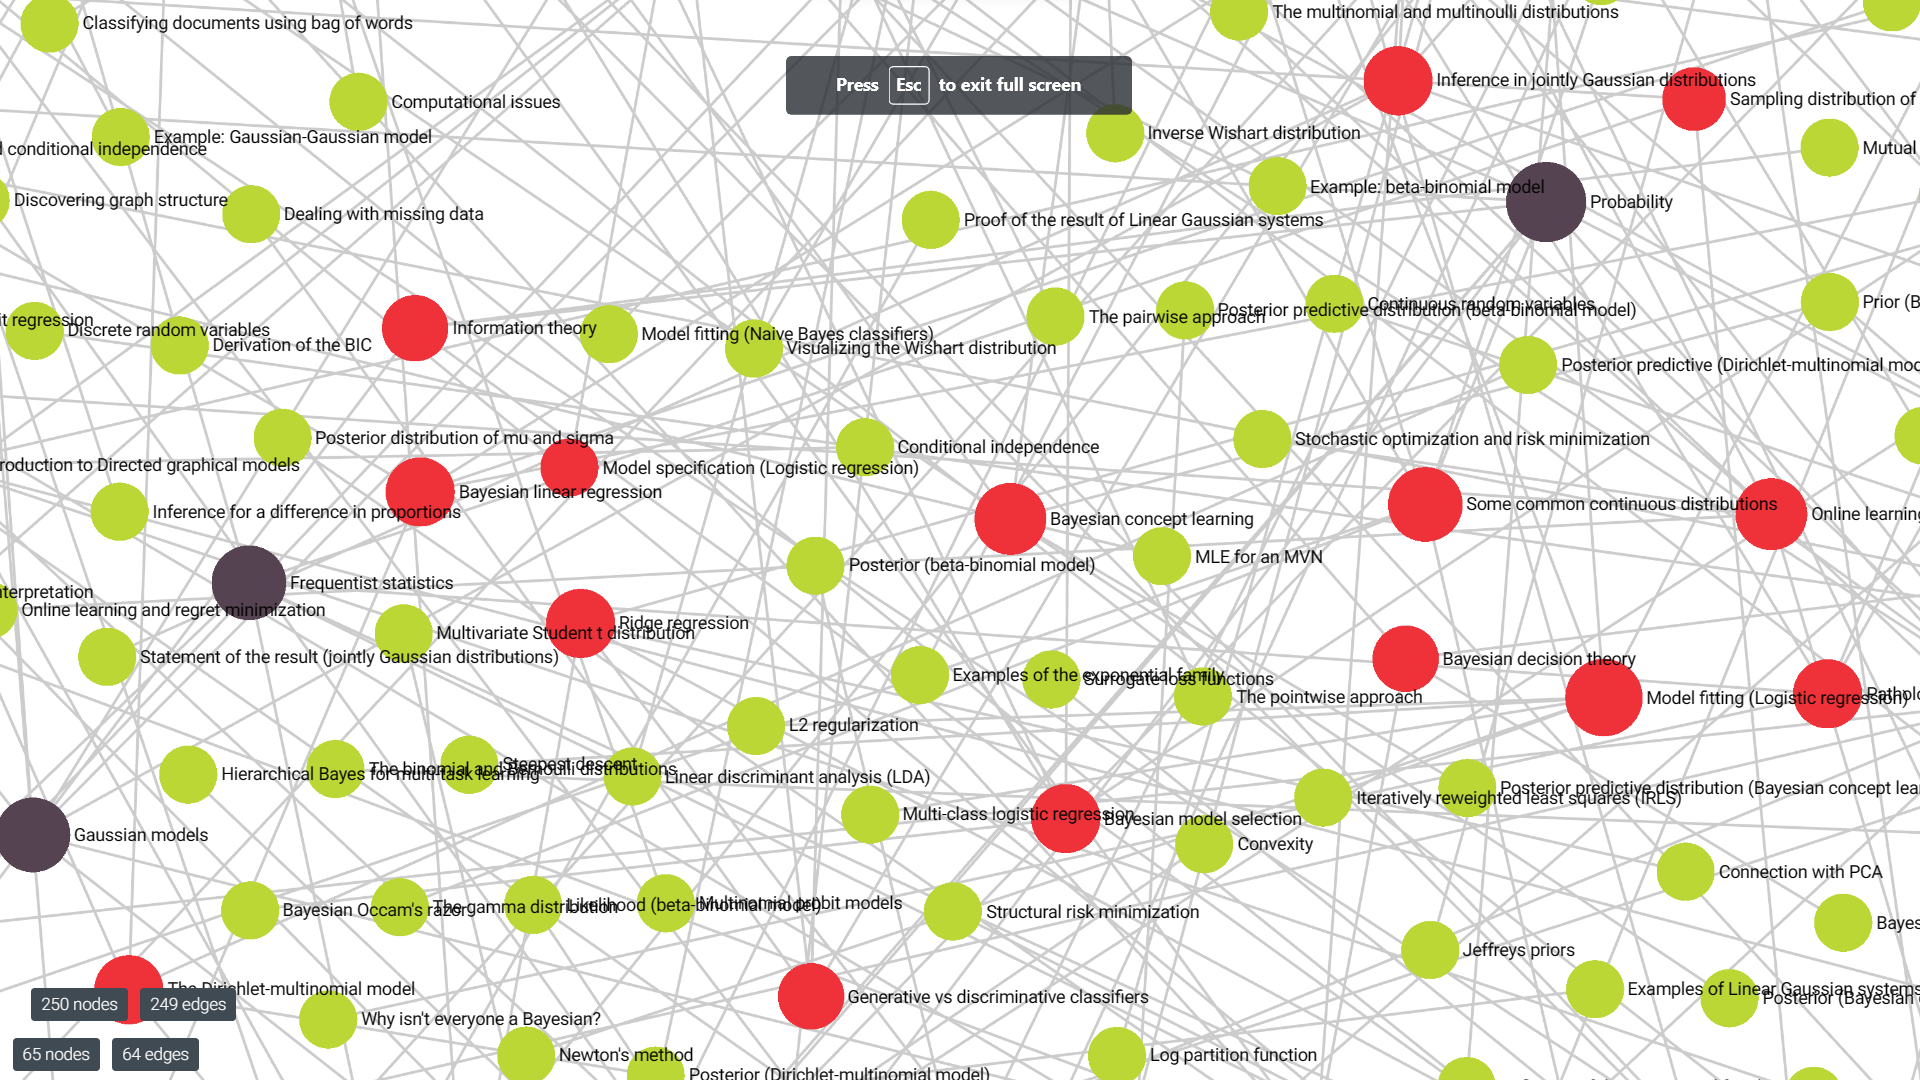 Classifying documents using bag of words
The multinomial and multinoulli distributions
Press Esc to exit full screen
Inference in jointly Gaussian distributions
Sampling distribution of
Computational issues
Example: Gaussian-Gaussian model
Inverse Wishart distribution
conditional independence
Mutual
Example: beta-binomial model
Probability
Discovering graph structure
Dealing with missing data
Proof of the result of Linear Gaussian systems
Prior (B
Continuous random variables
Posterior predictive distribution (beta-binomial model)
The pairwise approach
it regression
Discrete random variables
Information theory
Model fitting (Naive Bayes classifiers)
Derivation of the BIC
Visualizing the Wishart distribution
Posterior predictive (Dirichlet-multinomial mod
Posterior distribution of mu and sigma
Stochastic optimization and risk minimization
Conditional independence
roduction to Directed graphical models
Model specification (Logistic regression)
Bayesian linear regression
Some common continuous distributions
Inference for a difference in proportions
Bayesian concept learning
Online learning
MLE for an MVN
Posterior (beta-binomial model)
Frequentist statistics
nterpretation
Online learning and regret minimization
Ridge regression
Multivariate Student t distribution
Statement of the result (jointly Gaussian distributions)
Bayesian decision theory
Examples of the exponential family
Surrogate loss functions
The pointwise approach
Model fitting (Logistic regression)
Patholo
L2 regularization
Steepest descent
The binomial and Bernoulli distributions
Hierarchical Bayes for multi-task learning
Linear discriminant analysis (LDA)
Posterior predictive distribution (Bayesian concept lea
Iteratively reweighted least squares (IRLS)
Multi-class logistic regression
Bayesian model selection
Gaussian models
Convexity
Connection with PCA
Bayesian Occam's razor
The gamma distribution
Likelihood (beta-binomial model)
Multinomial probit models
Structural risk minimization
Bayes
Jeffreys priors
The Dirichlet-multinomial model
Examples of Linear Gaussian systems
Generative vs discriminative classifiers
Posterior (Bayesian
250 nodes
249 edges
Why isn't everyone a Bayesian?
65 nodes
64 edges
Newton's method
Log partition function
Posterior (Dirichlet-multinomial model)